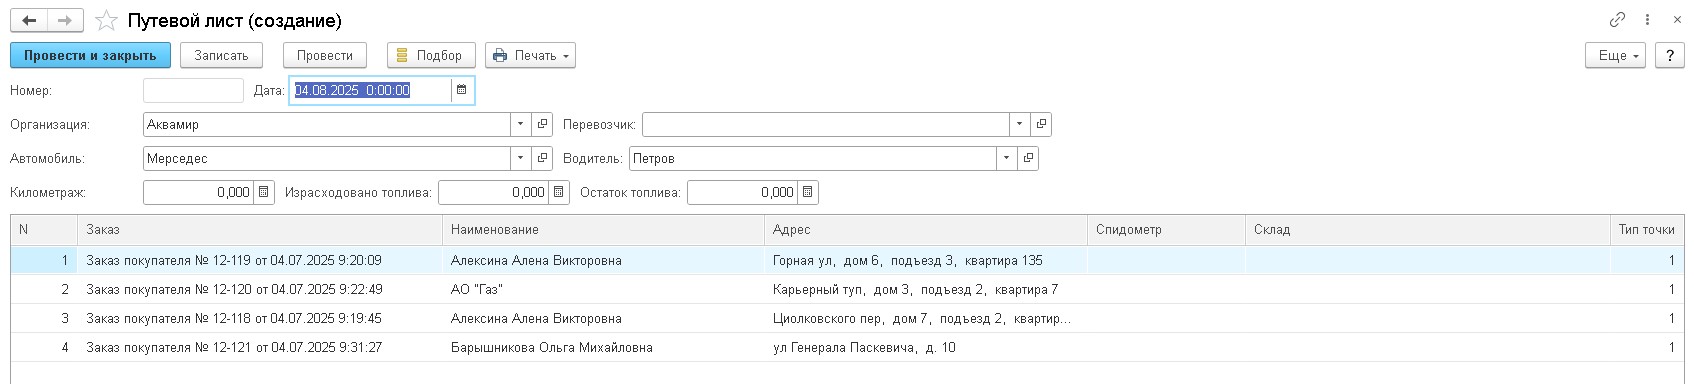 Путевой лист (создание)
Провести и закрыть Записать Провести Подбор Печать Еще ?
Номер: Дата: 04.08.2025 0:00:00
Организация: Аквамир Перевозчик:
Автомобиль: Мерседес Водитель: Петров
Километраж: 0,000 Израсходовано топлива: 0,000 Остаток топлива: 0,000
N Заказ Наименование Адрес Спидометр Склад Тип точки
1 Заказ покупателя № 12-119 от 04.07.2025 9:20:09 Алексина Алена Викторовна Горная ул, дом 6, подъезд 3, квартира 135 1
2 Заказ покупателя № 12-120 от 04.07.2025 9:22:49 АО "Газ" Карьерный туп, дом 3, подъезд 2, квартира 7 1
3 Заказ покупателя № 12-118 от 04.07.2025 9:19:45 Алексина Алена Викторовна Циолковского пер, дом 7, подъезд 2, квартир... 1
4 Заказ покупателя № 12-121 от 04.07.2025 9:31:27 Барышникова Ольга Михайловна ул Генерала Паскевича, д. 10 1